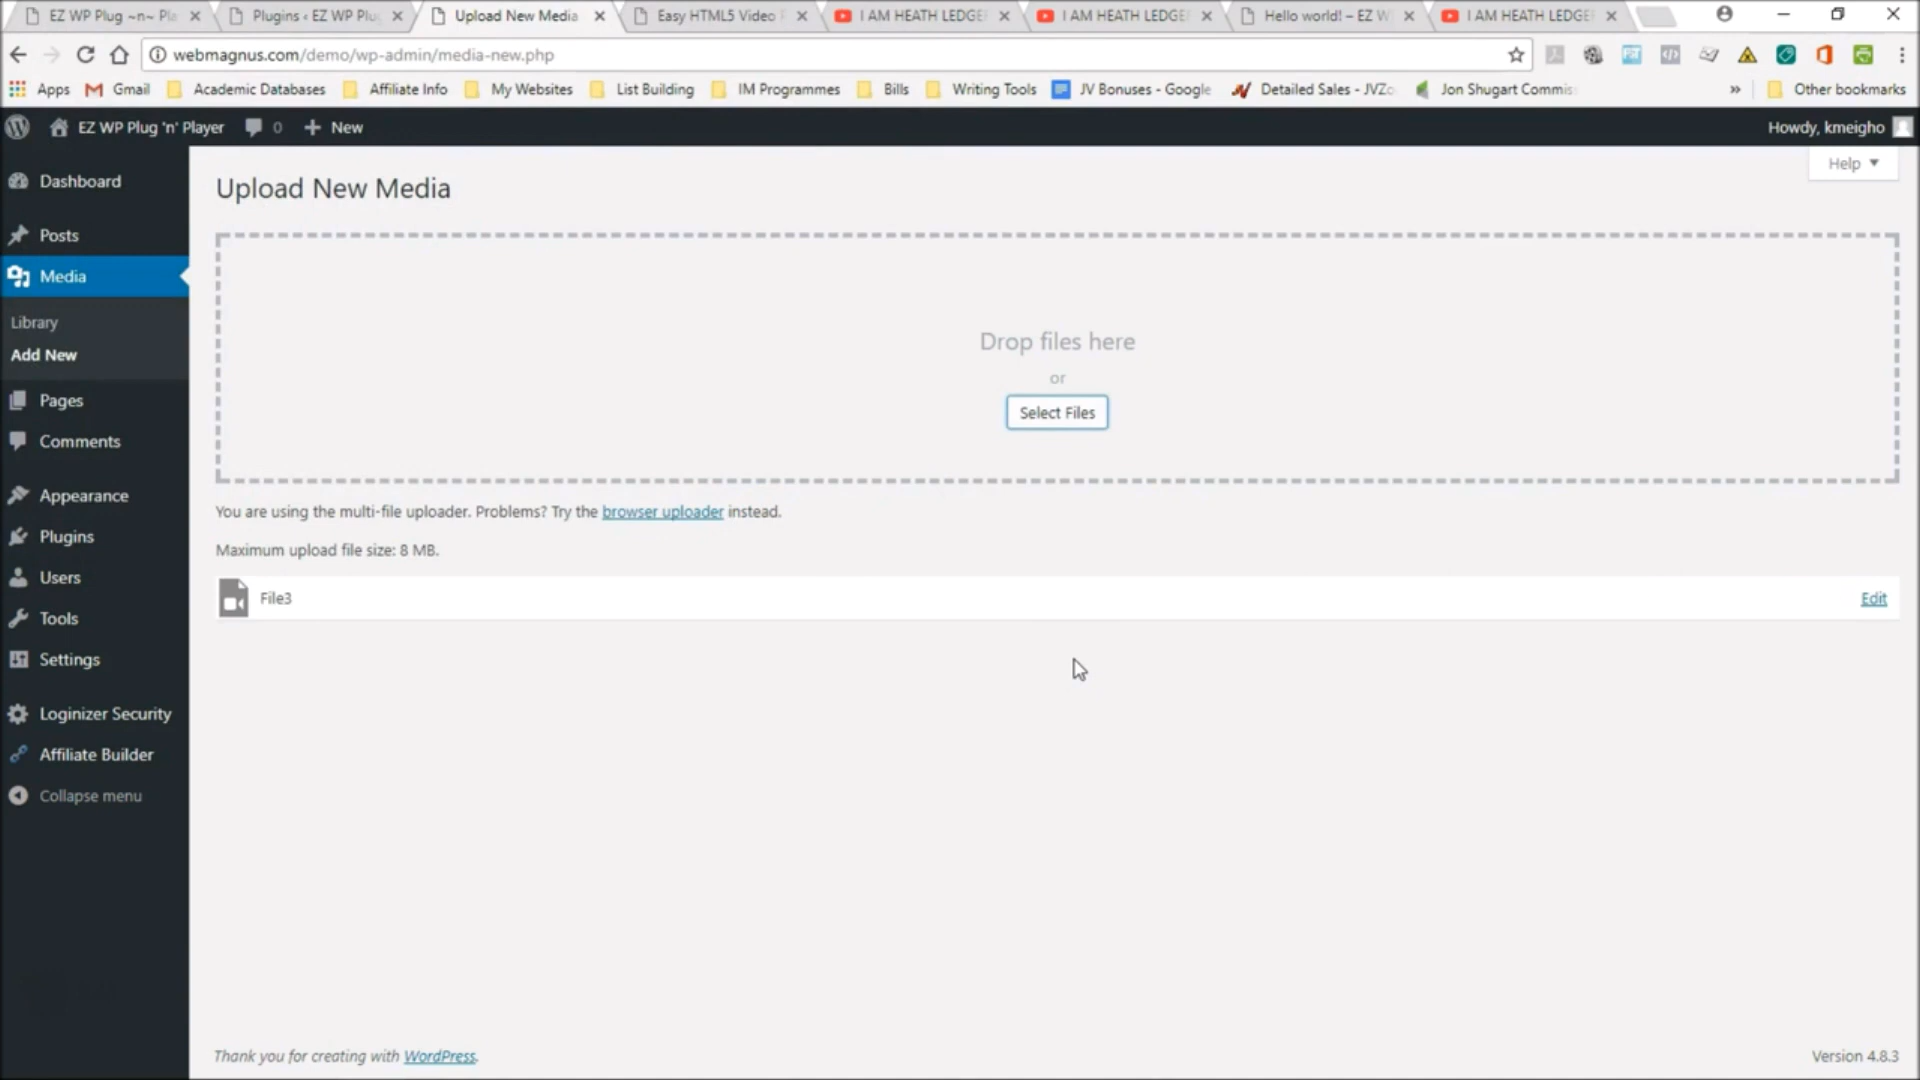 EZ WP Plug ~n~ Pla
Plugins ‹ EZ WP Plug
Upload New Media
Easy HTML5 Video
I AM HEATH LEDGE
I AM HEATH LEDGE
Hello world! – EZ W
I AM HEATH LEDGE
webmagnus.com/demo/wp-admin/media-new.php
Apps
Gmail
Academic Databases
Affiliate Info
My Websites
List Building
IM Programmes
Bills
Writing Tools
JV Bonuses - Google
Detailed Sales - JVZo
Jon Shugart Commis
»
Other bookmarks
EZ WP Plug 'n' Player
0
+ New
Howdy, kmeigho
Help
Dashboard
Posts
Media
Library
Add New
Pages
Comments
Appearance
Plugins
Users
Tools
Settings
Loginizer Security
Affiliate Builder
Collapse menu
Upload New Media
Drop files here
or
Select Files
You are using the multi-file uploader. Problems? Try the browser uploader instead.
Maximum upload file size: 8 MB.
File3
Edit
Thank you for creating with WordPress.
Version 4.8.3